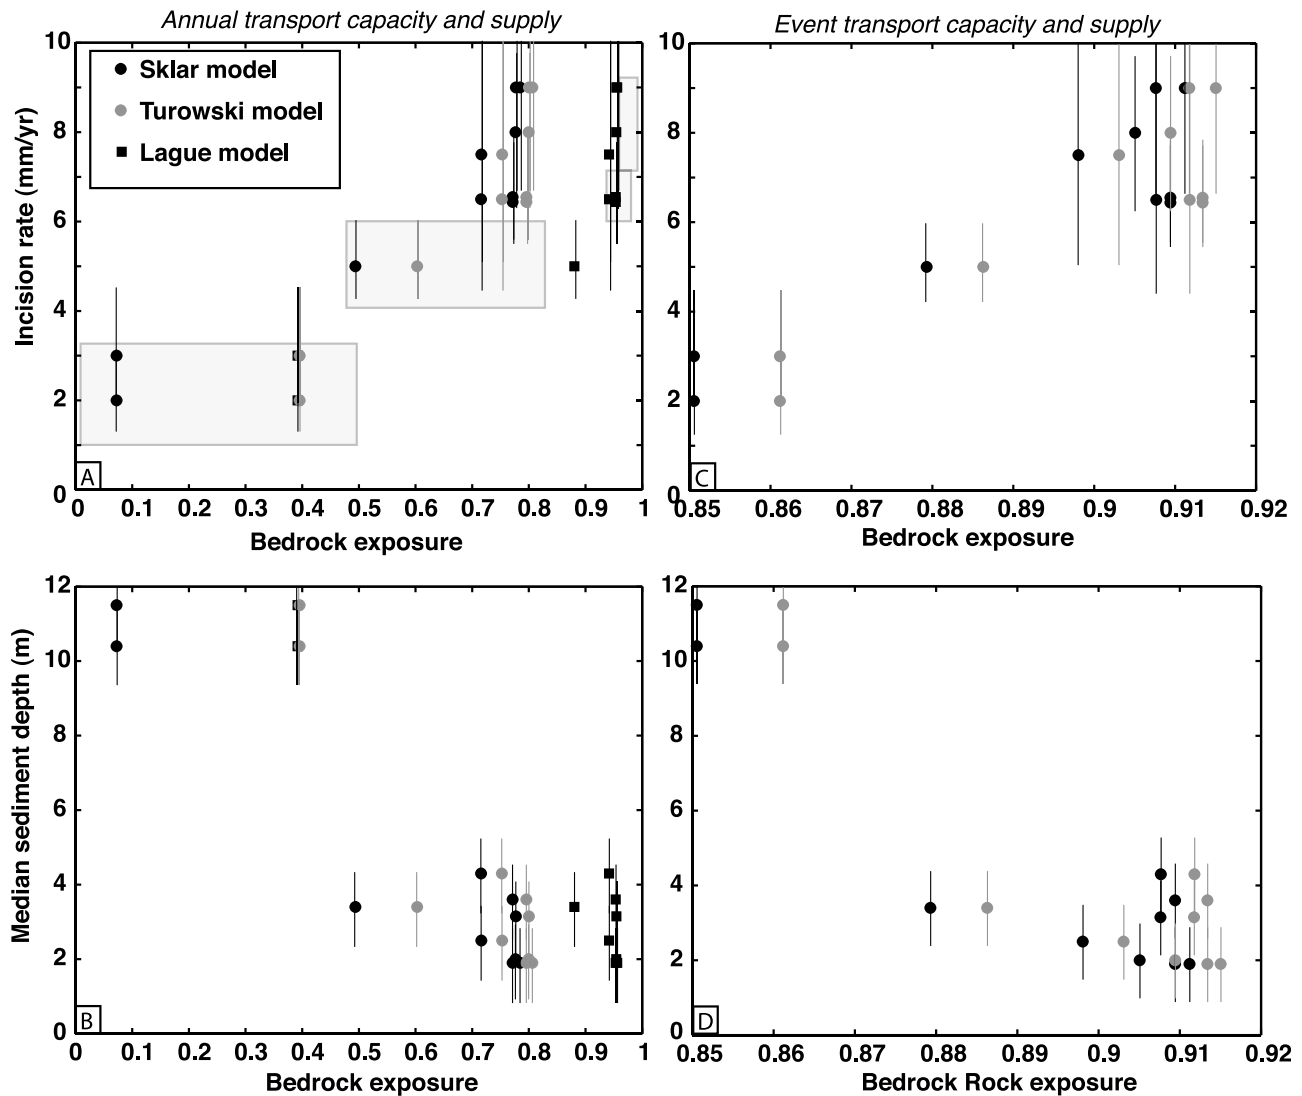 Annual transport capacity and supply
Event transport capacity and supply
10
8
6
4
2
0
Incision rate (mm/yr)
Sklar model
Turowski model
Lague model
A
0.1 0.2 0.3 0.4 0.5 0.6 0.7 0.8 0.9 1
Bedrock exposure
10
8
6
4
2
0
C
0.85 0.86 0.87 0.88 0.89 0.9 0.91 0.92
Bedrock exposure
12
10
8
6
4
2
0
Median sediment depth (m)
B
0 0.1 0.2 0.3 0.4 0.5 0.6 0.7 0.8 0.9 1
Bedrock exposure
12
10
8
6
4
2
0
D
0.85 0.86 0.87 0.88 0.89 0.9 0.91 0.92
Bedrock Rock exposure